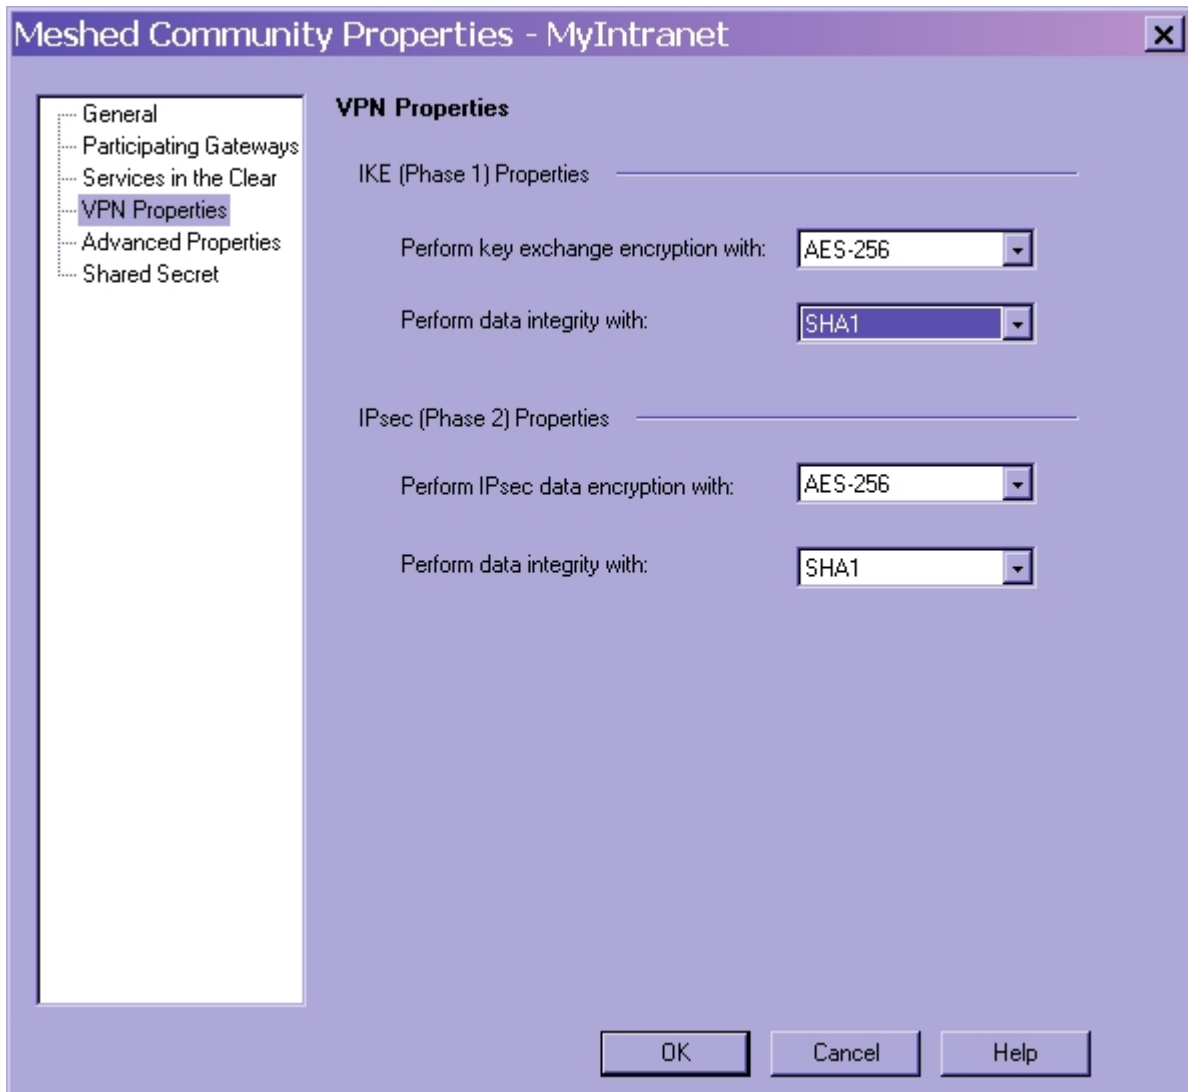 Meshed Community Properties - MyIntranet
General
Participating Gateways
Services in the Clear
VPN Properties
Advanced Properties
Shared Secret
VPN Properties
IKE (Phase 1) Properties
Perform key exchange encryption with: AES-256
Perform data integrity with: SHA1
IPsec (Phase 2) Properties
Perform IPsec data encryption with: AES-256
Perform data integrity with: SHA1
OK Cancel Help